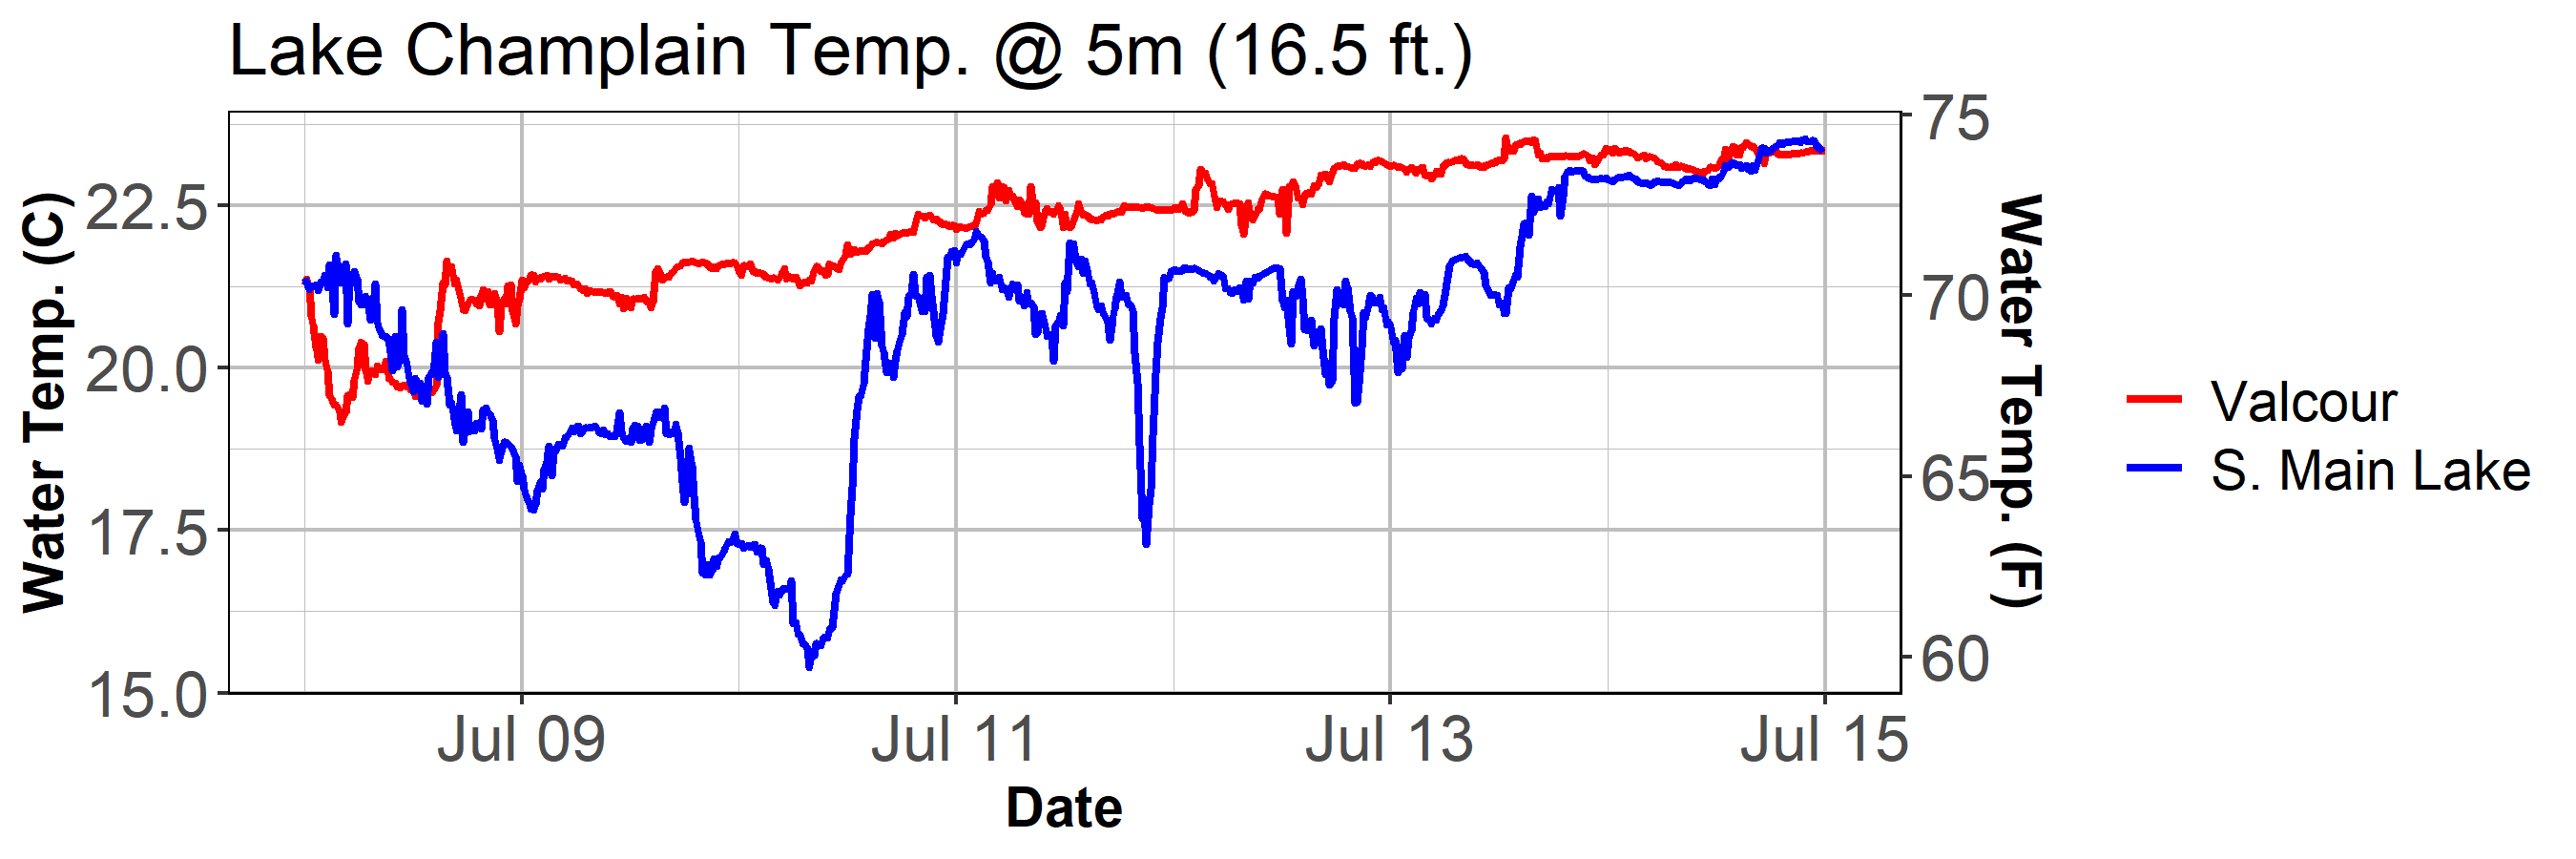 Lake Champlain Temp. @ 5m (16.5 ft.)
Water Temp. (C)
22.5
20.0
17.5
15.0
75
70
65
60
Water Temp. (F)
Jul 09
Jul 11
Jul 13
Jul 15
Date
Valcour
S. Main Lake